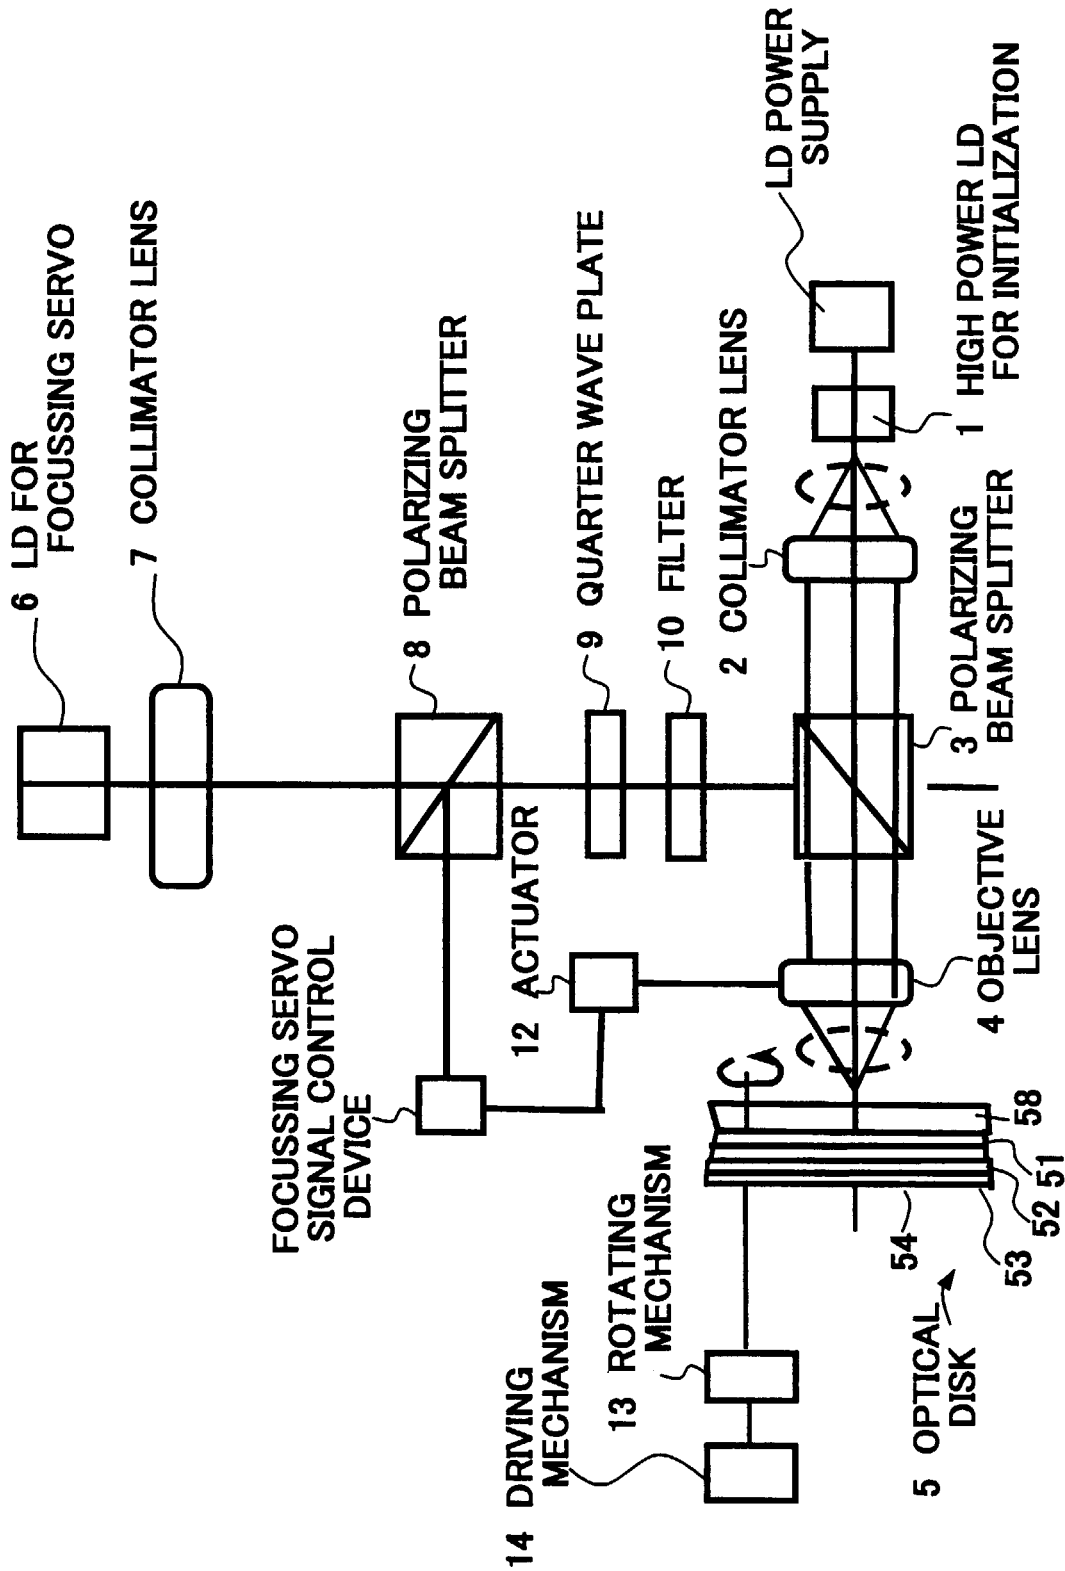 6 LD FOR
FOCUSSING SERVO
7 COLLIMATOR LENS
FOCUSSING SERVO
SIGNAL CONTROL
DEVICE
8 POLARIZING
BEAM SPLITTER
14 DRIVING
MECHANISM
12 ACTUATOR
9 QUARTER WAVE PLATE
13 ROTATING
MECHANISM
10 FILTER
2 COLLIMATOR LENS
LD POWER
SUPPLY
54
5 OPTICAL
DISK
3 POLARIZING
BEAM SPLITTER
1 HIGH POWER LD
FOR INITIALIZATION
4 OBJECTIVE
LENS
53
52
51
58